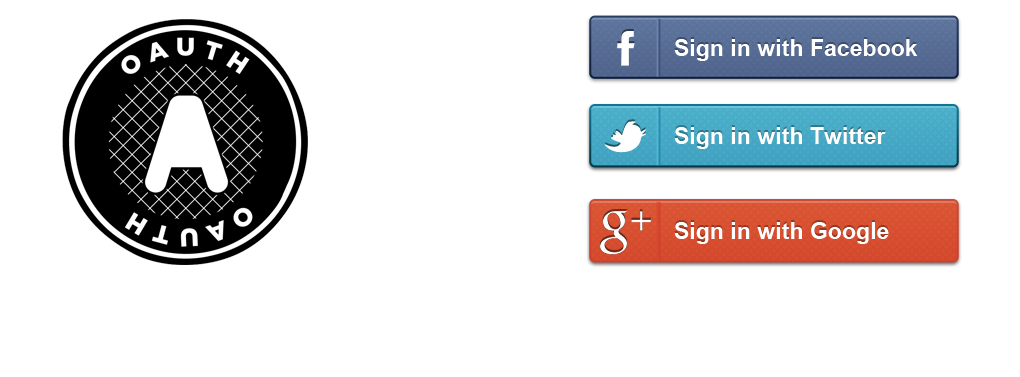 OAUTH
A
OAUTH
f Sign in with Facebook
Sign in with Twitter
g+ Sign in with Google